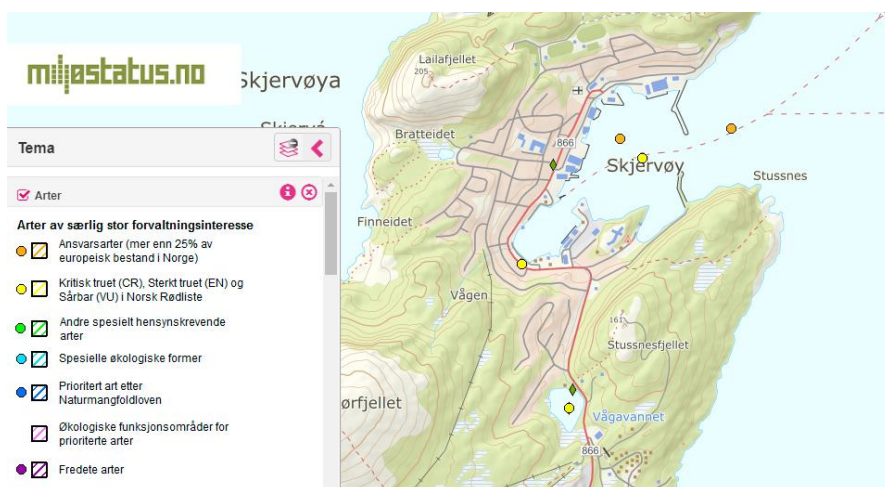 miljøstatus.no
Skjervøya
Tema
Arter
Arter av særlig stor forvaltningsinteresse
Ansvarsarter (mer enn 25% av
europeisk bestand i Norge)
Kritisk truet (CR), Sterkt truet (EN) og
Sårbar (VU) i Norsk Rødliste
Andre spesielt hensynskrevende
arter
Spesielle økologiske former
Prioritert art etter
Naturmangfoldloven
Økologiske funksjonsområder for
prioriterte arter
Fredete arter
Lailafjellet
205
Bratteidet
866
Skjervøy
Stussnes
Finneidet
Vågen
161
Stussnesfjellet
ørfjellet
Vågavannet
866